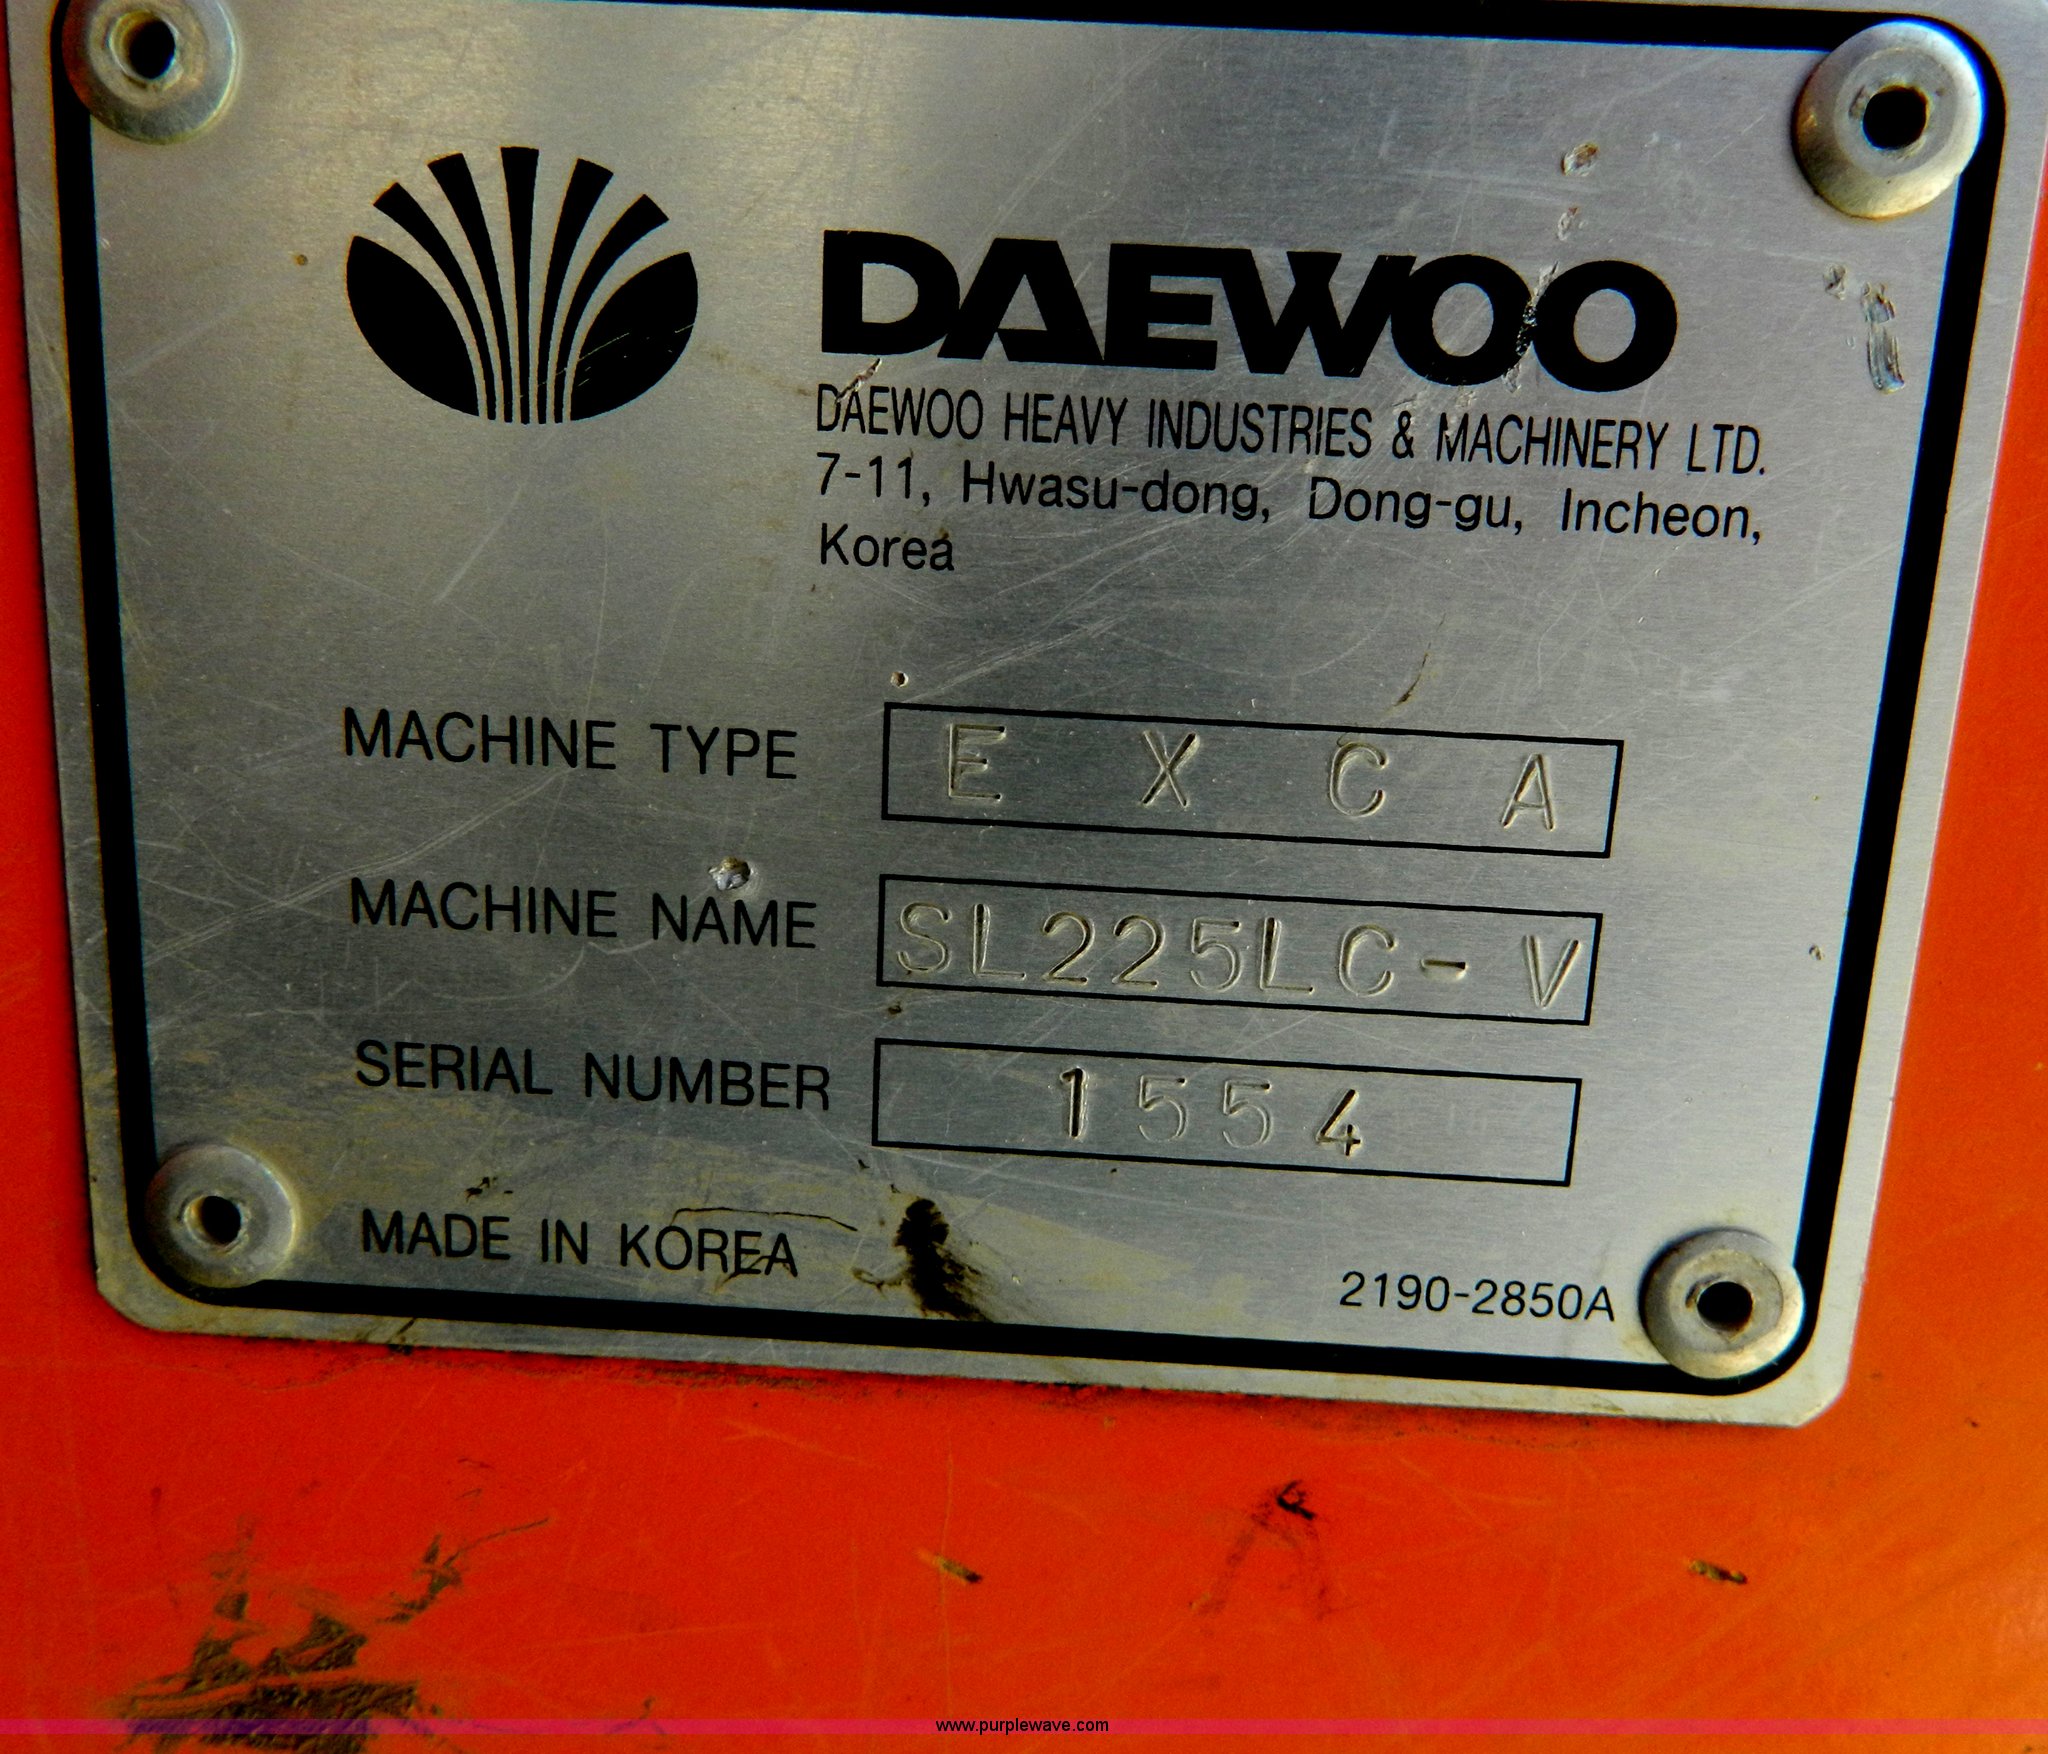 DAEWOO
DAEWOO HEAVY INDUSTRIES & MACHINERY LTD.
7-11, Hwasu-dong, Dong-gu, Incheon,
Korea
MACHINE TYPE E X C A
MACHINE NAME SL225LC-V
SERIAL NUMBER 1554
MADE IN KOREA
2190-2850A
www.purplewave.com